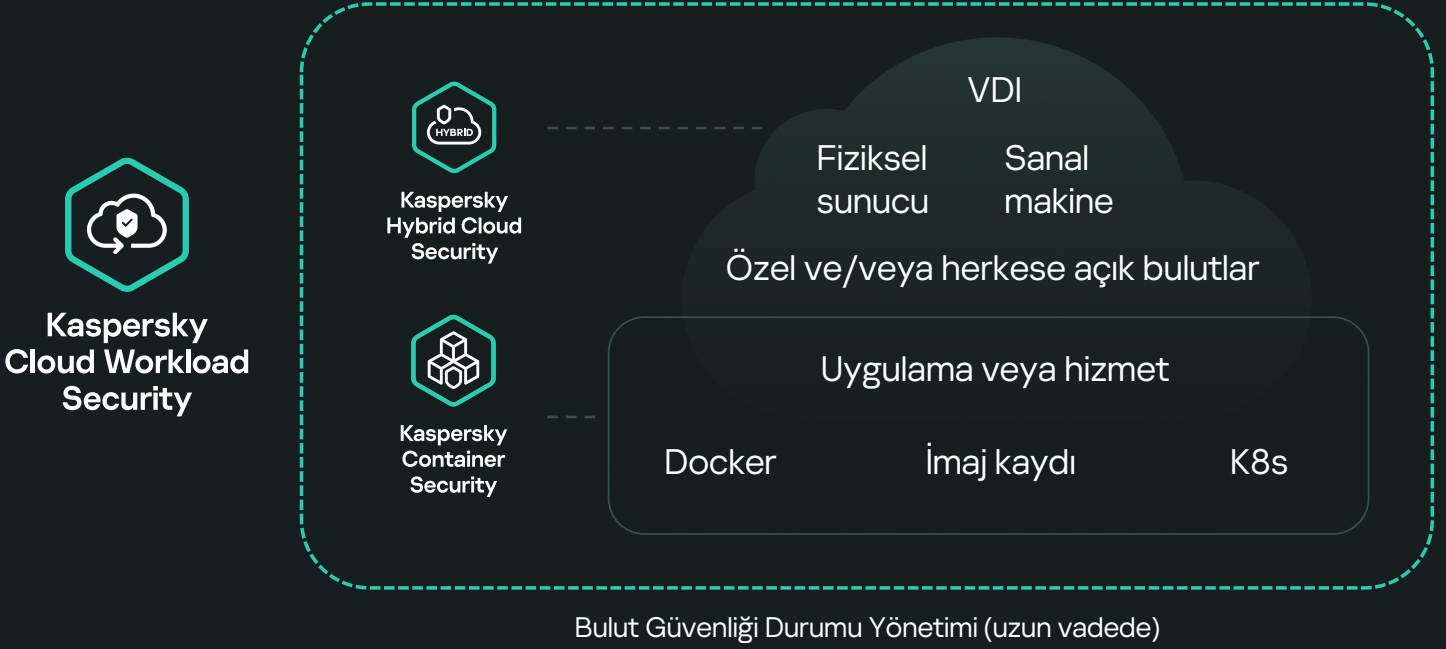 Kaspersky
Cloud Workload
Security
HYBRID
Kaspersky
Hybrid Cloud
Security
VDI
Fiziksel
sunucu
Sanal
makine
Özel ve/veya herkese açık bulutlar
Kaspersky
Container
Security
Uygulama veya hizmet
Docker
İmaj kaydı
K8s
Bulut Güvenliği Durumu Yönetimi (uzun vadede)